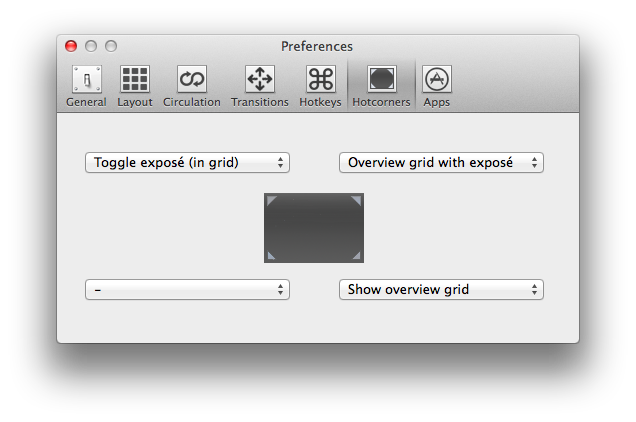 Preferences
General Layout Circulation Transitions Hotkeys Hotcorners Apps
Toggle exposé (in grid) Overview grid with exposé
– Show overview grid